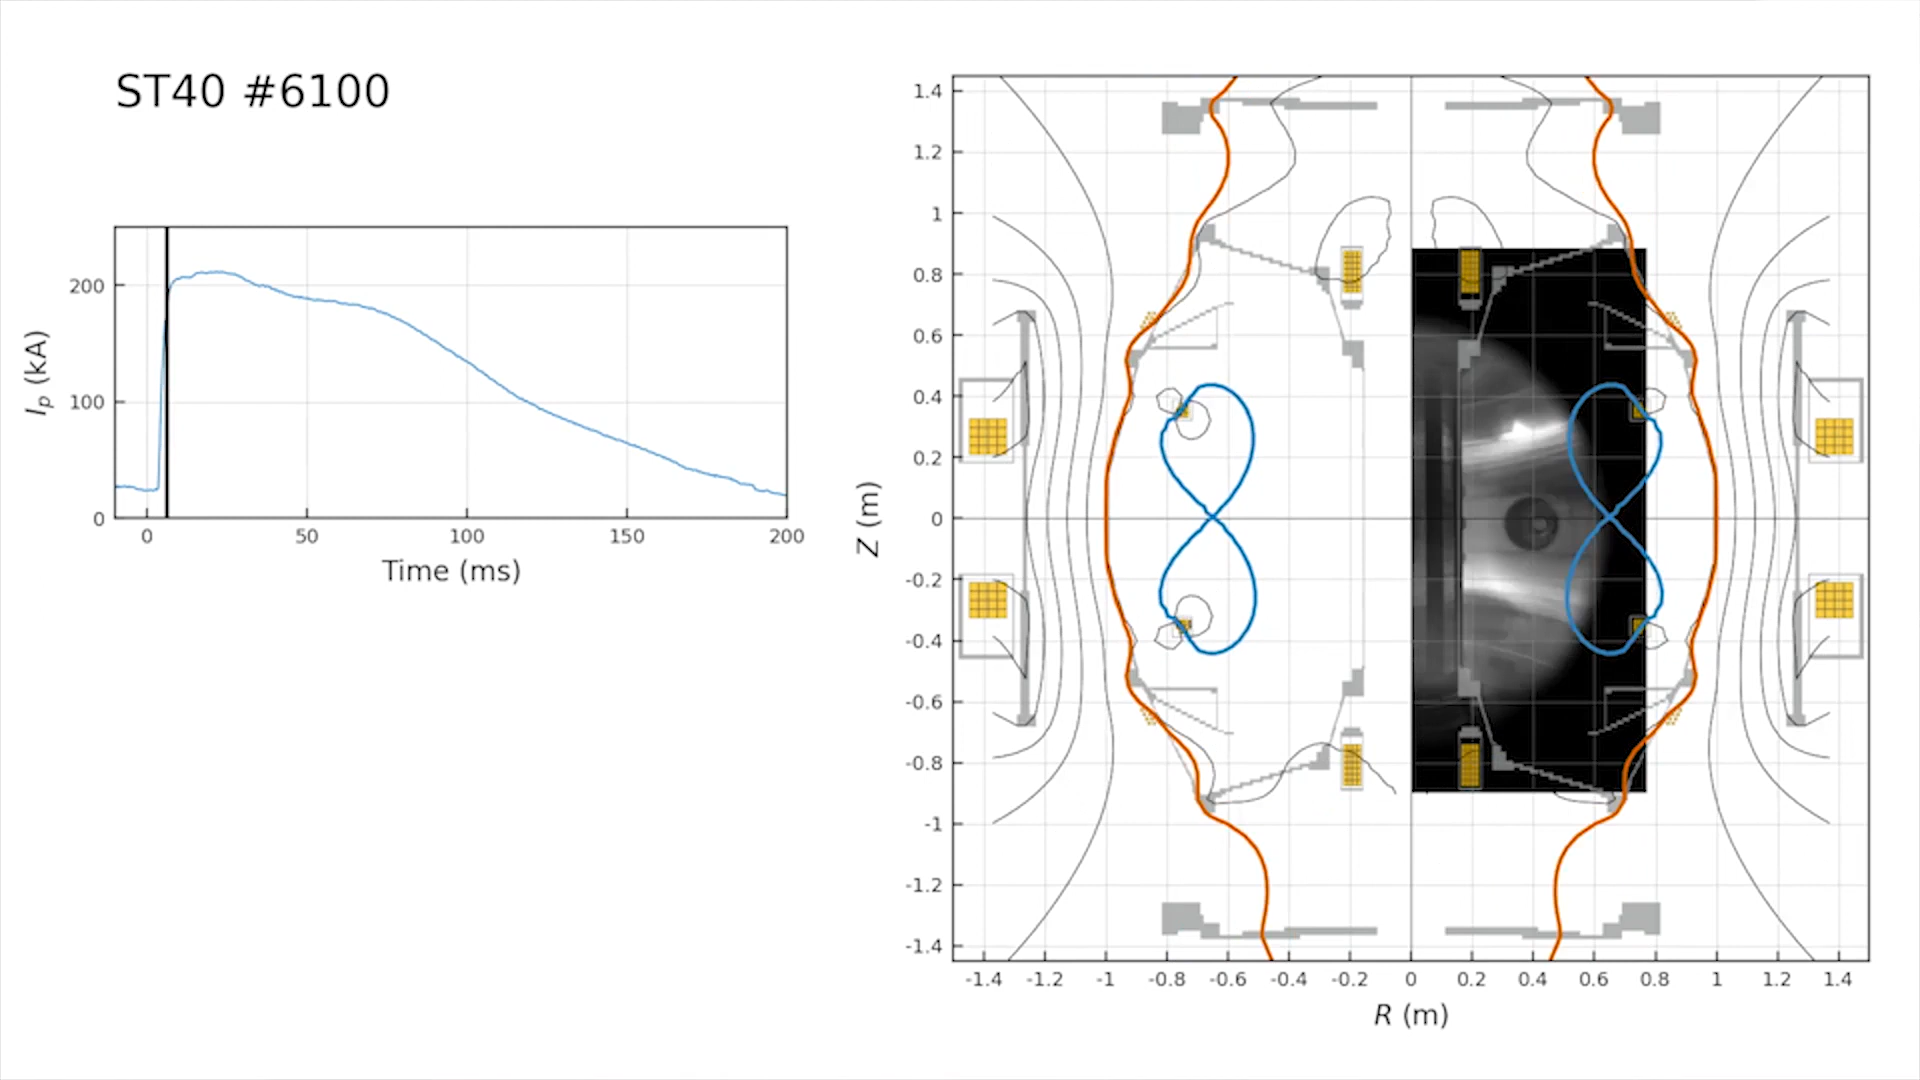 ST40 #6100
200
100
0
I_p (kA)
0 50 100 150 200
Time (ms)
1.4
1.2
1
0.8
0.6
0.4
0.2
0
-0.2
-0.4
-0.6
-0.8
-1
-1.2
-1.4
Z (m)
-1.4 -1.2 -1 -0.8 -0.6 -0.4 -0.2 0 0.2 0.4 0.6 0.8 1 1.2 1.4
R (m)